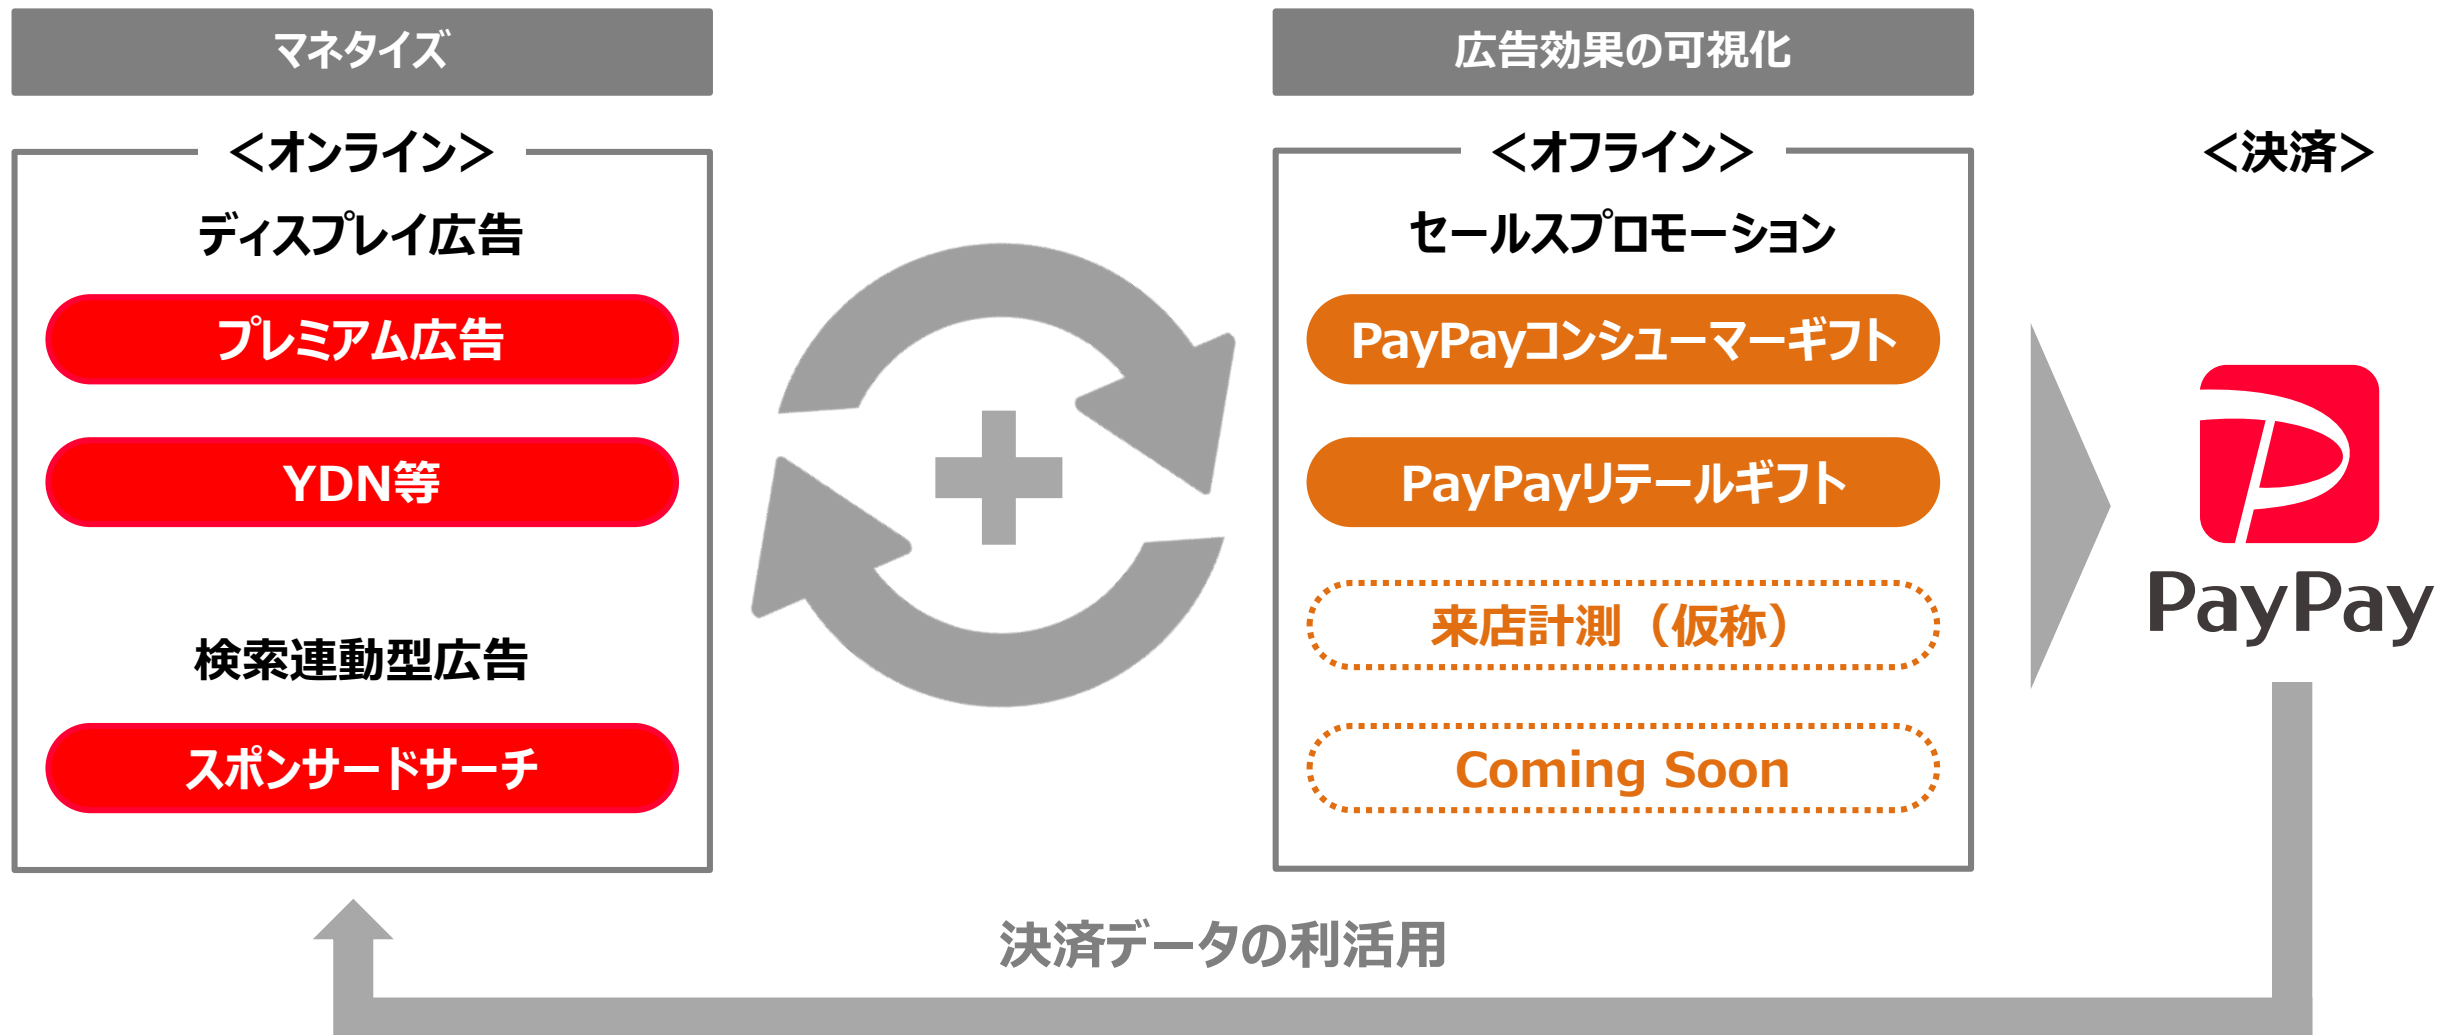 マネタイズ
＜オンライン＞
ディスプレイ広告
プレミアム広告
YDN等
検索連動型広告
スポンサードサーチ
広告効果の可視化
＜オフライン＞
セールスプロモーション
PayPayコンシューマーギフト
PayPayリテールギフト
来店計測（仮称）
Coming Soon
＜決済＞
PayPay
決済データの利活用